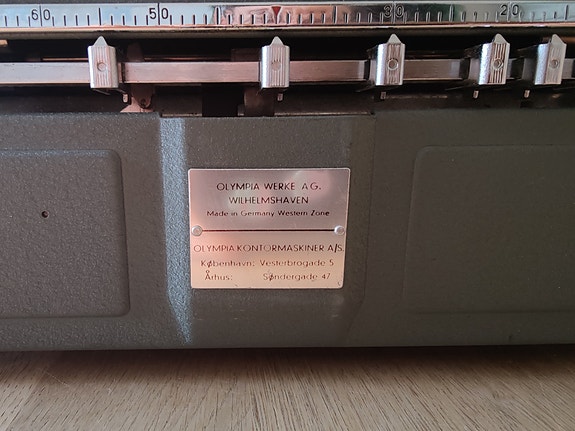 60 50 30 20
OLYMPIA WERKE AG.
WILHELMSHAVEN
Made in Germany Western Zone
OLYMPIA KONTORMASKINER A/S.
København: Vesterbrogade 5
Århus: Søndergade 47